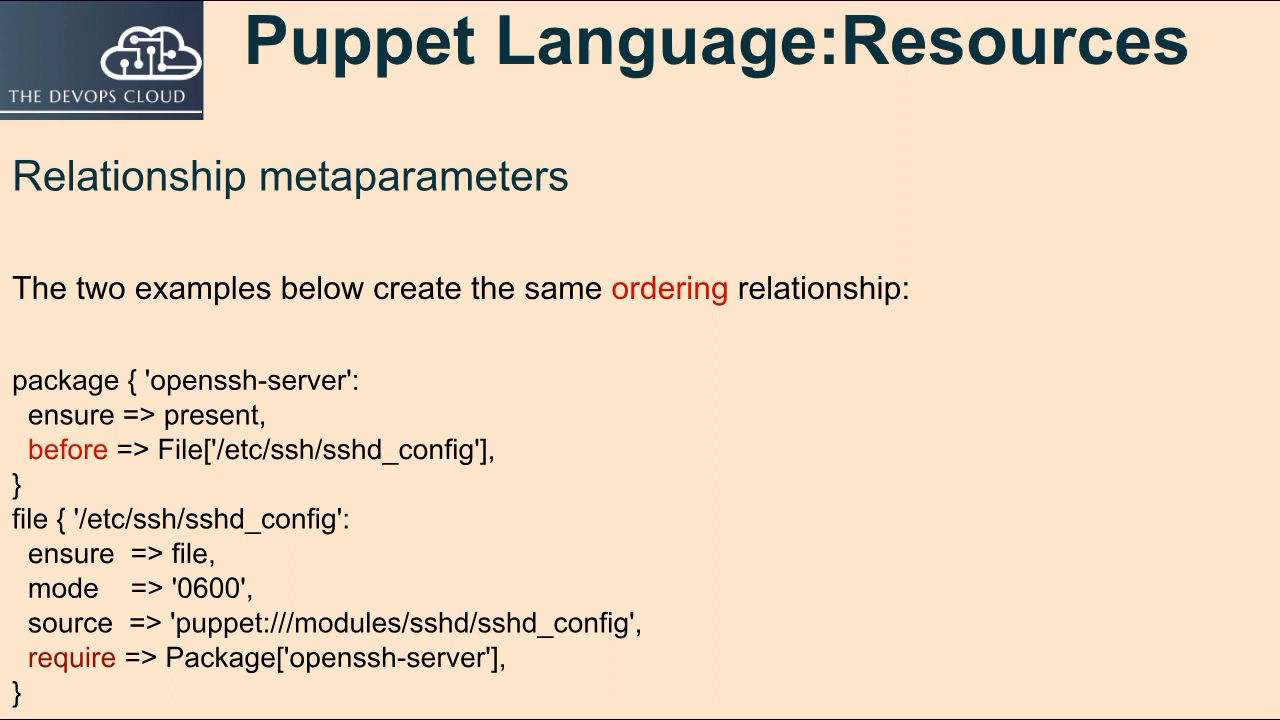 THE DEVOPS CLOUD
Puppet Language:Resources
Relationship metaparameters
The two examples below create the same ordering relationship:
package { 'openssh-server':
  ensure => present,
  before => File['/etc/ssh/sshd_config'],
}
file { '/etc/ssh/sshd_config':
  ensure  => file,
  mode    => '0600',
  source  => 'puppet:///modules/sshd/sshd_config',
  require => Package['openssh-server'],
}